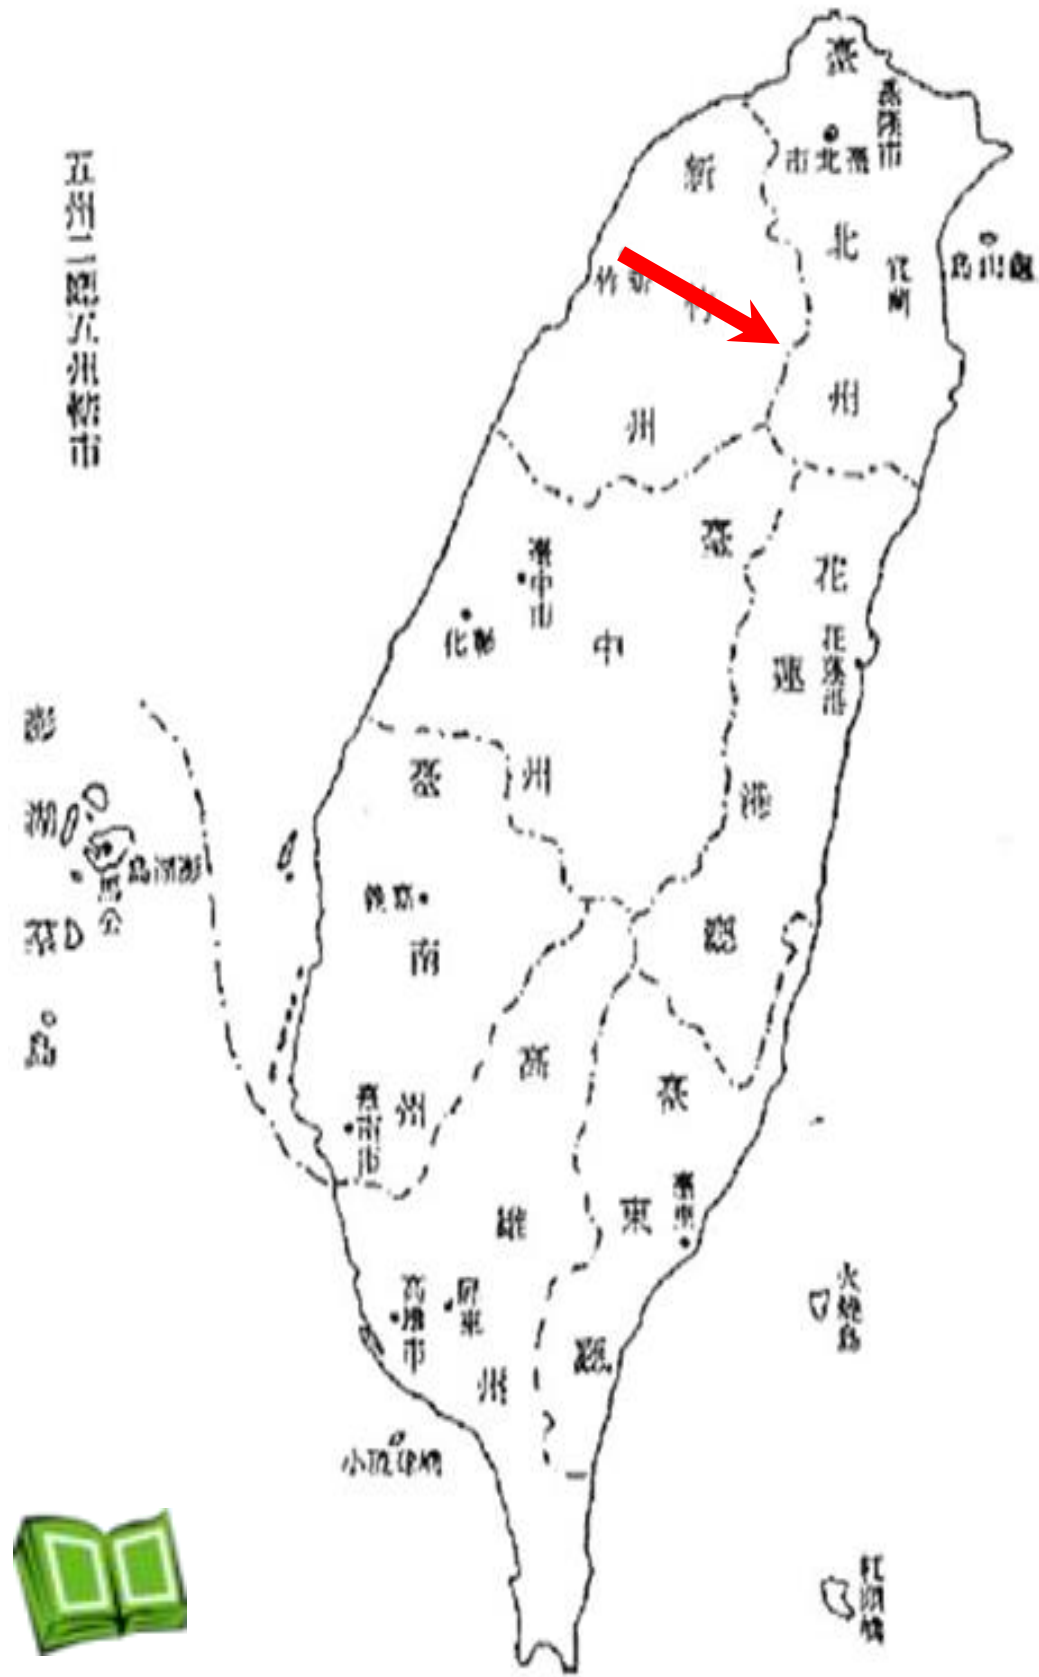 五州二廳五州轄市
臺北州
基隆市
臺北市
宜蘭
龜山島
新竹州
新竹
臺中州
臺中市
彰化
花蓮港廳
花蓮港
臺南州
嘉義
臺南市
高雄州
高雄市
屏東
臺東廳
臺東
澎湖群島
澎湖島
馬公
火燒島
紅頭嶼
小琉球嶼